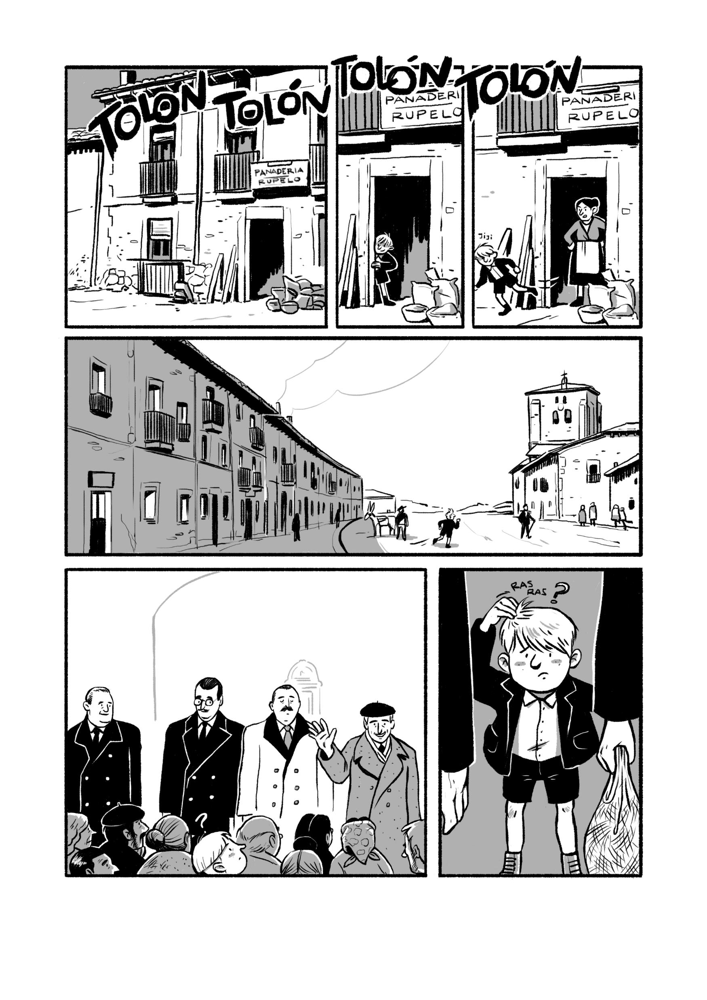 TOLÓN
TOLÓN
PANADERIA
RUPELO
TOLÓN
PANADERI
RUPELO
TOLÓN
PANADERI
RUPELO
JiJi
?
RAS
RAS ?